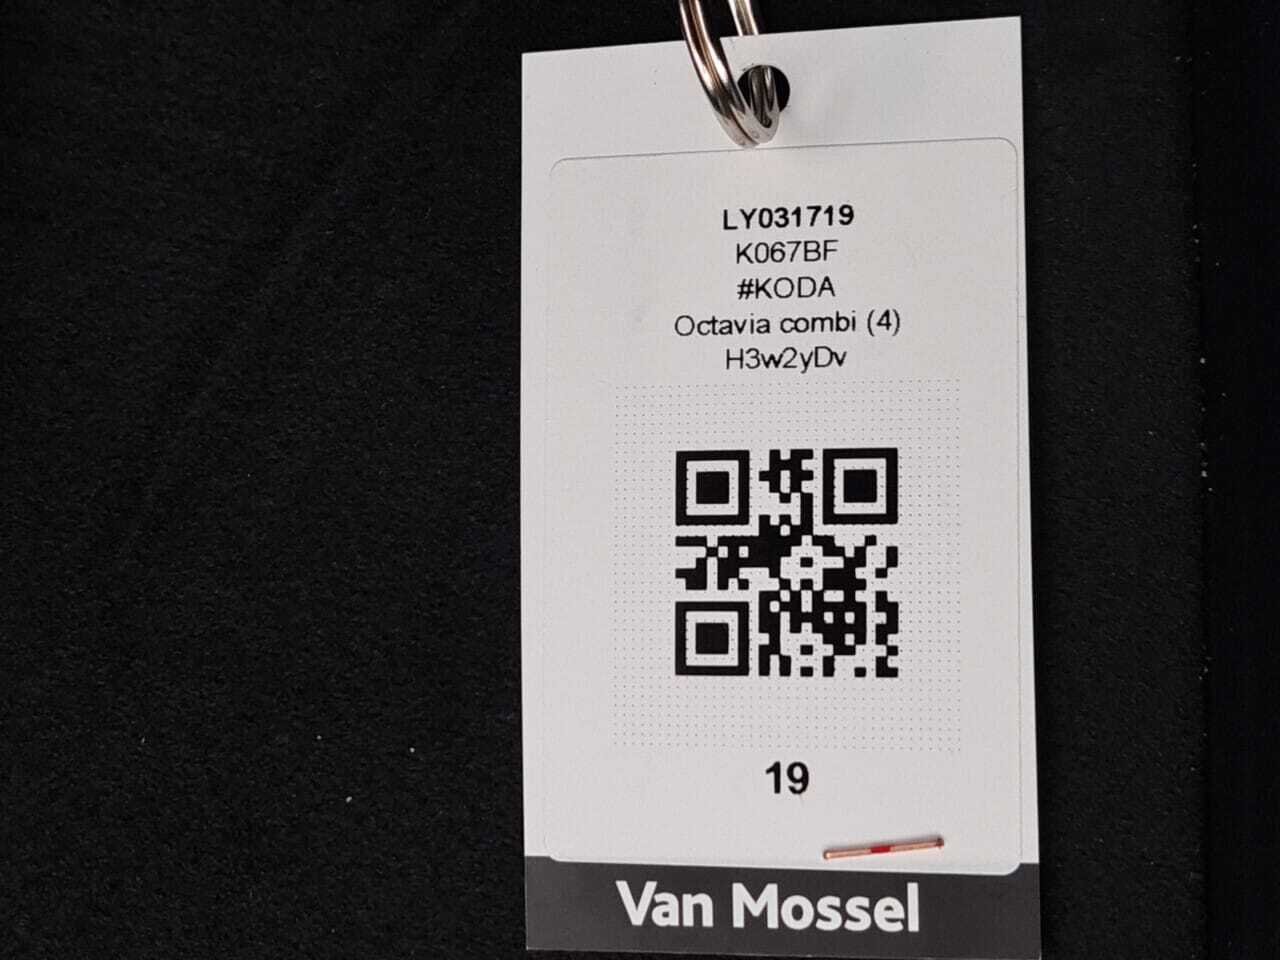 LY031719
K067BF
#KODA
Octavia combi (4)
H3w2yDv
19
Van Mossel